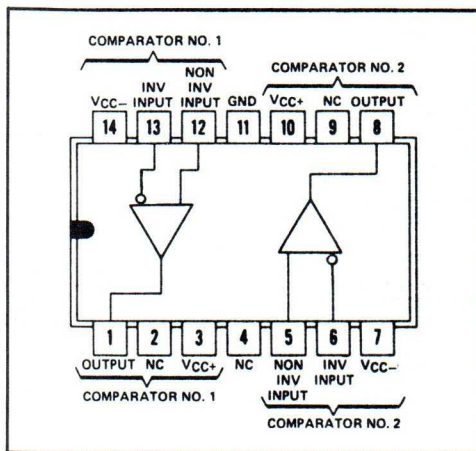 COMPARATOR NO. 1
COMPARATOR NO. 2
VCC–
INV
INPUT
NON
INV
INPUT
GND
VCC+
NC
OUTPUT
14
13
12
11
10
9
8
1
2
3
4
5
6
7
OUTPUT
NC
VCC+
NC
NON
INV
INPUT
INV
INPUT
VCC–
COMPARATOR NO. 1
COMPARATOR NO. 2